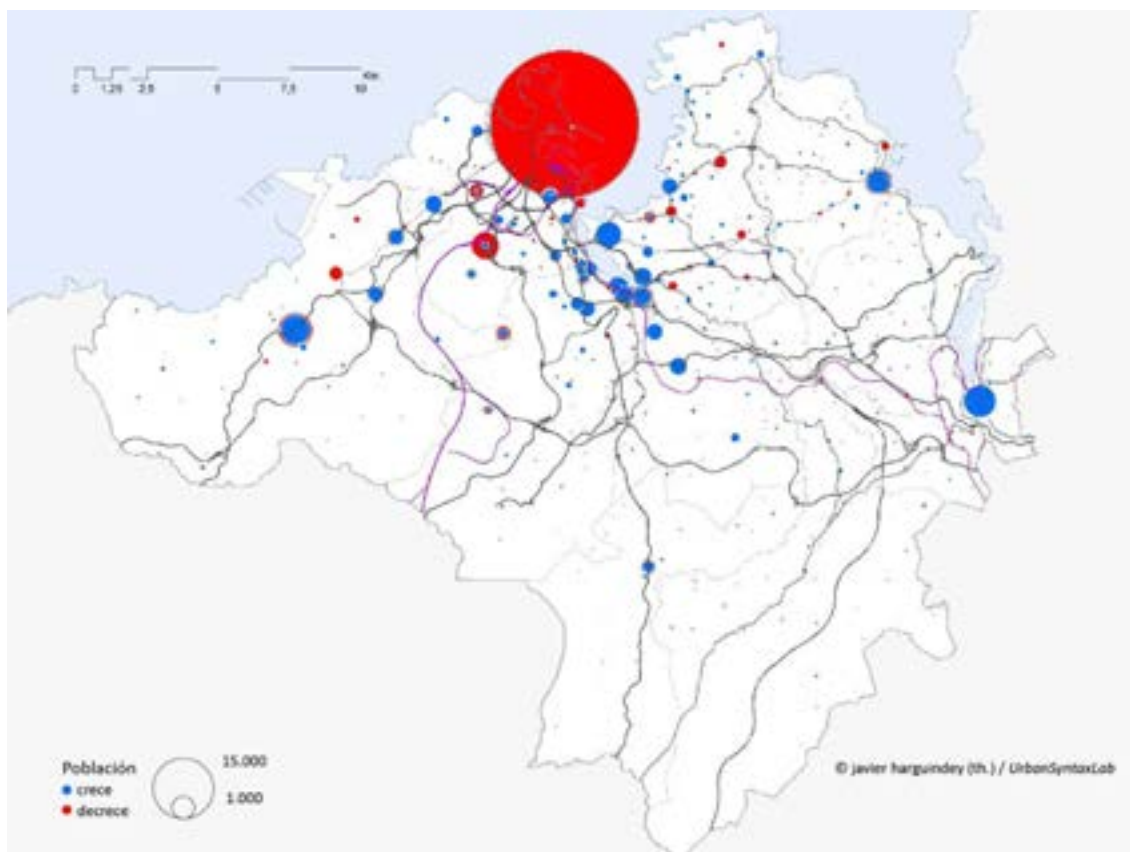 Km
0 1,25 2,5 5 7,5 10
Población
crece
decrece
15.000
1.000
© javier harguindey (th.) / UrbanSyntaxLab